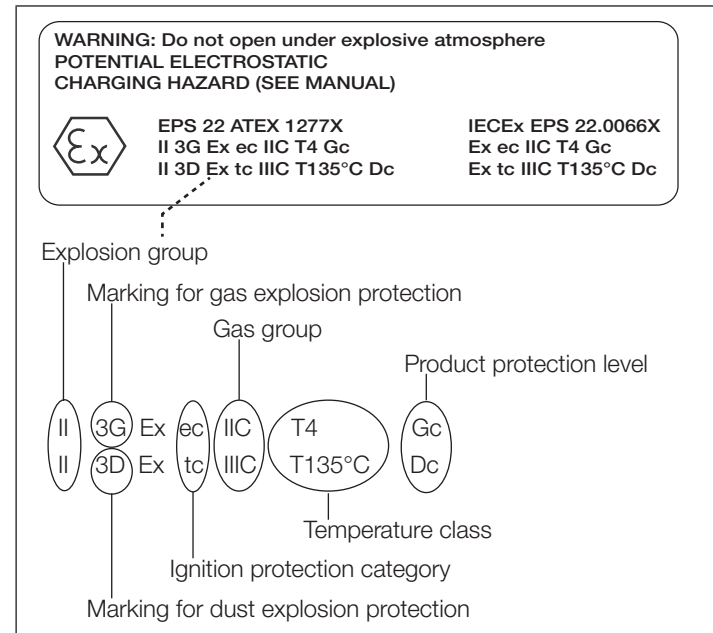 WARNING: Do not open under explosive atmosphere
POTENTIAL ELECTROSTATIC
CHARGING HAZARD (SEE MANUAL)
Ex
EPS 22 ATEX 1277X
II 3G Ex ec IIC T4 Gc
II 3D Ex tc IIIC T135°C Dc
IECEx EPS 22.0066X
Ex ec IIC T4 Gc
Ex tc IIIC T135°C Dc
Explosion group
Marking for gas explosion protection
Gas group
Product protection level
II 3G Ex ec IIC T4 Gc
II 3D Ex tc IIIC T135°C Dc
Temperature class
Ignition protection category
Marking for dust explosion protection